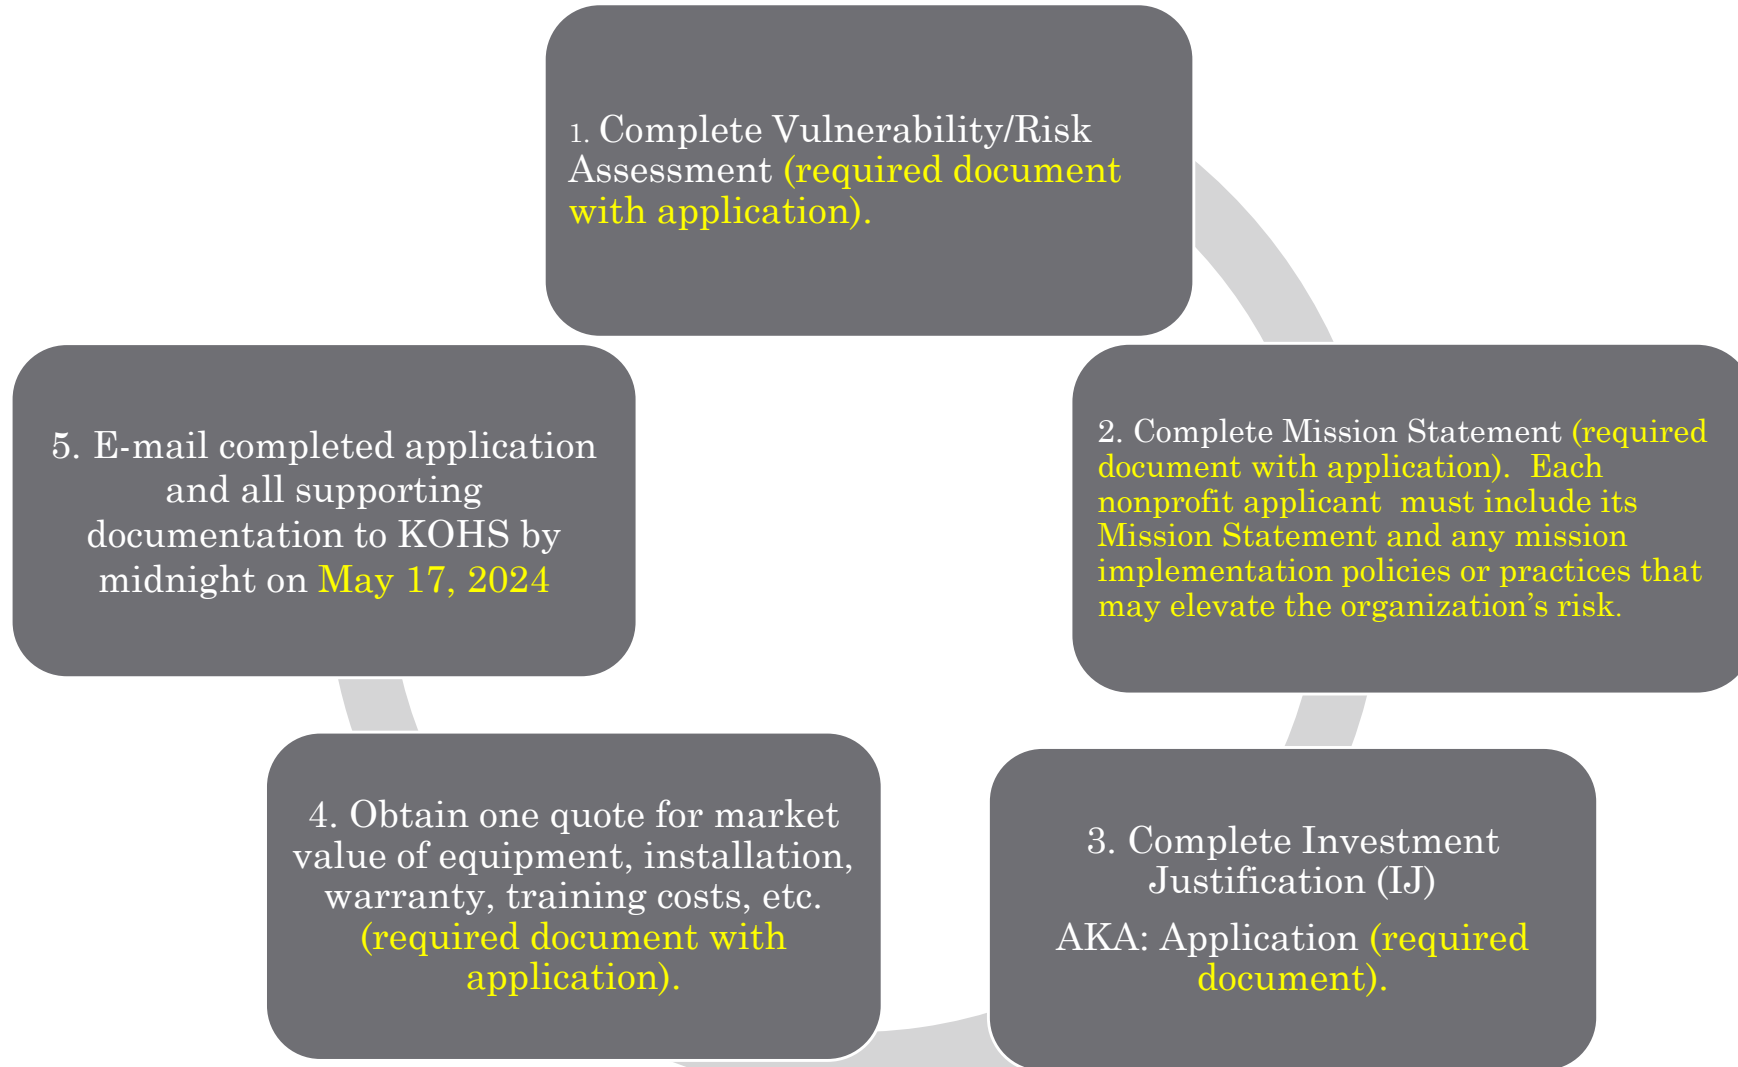 1. Complete Vulnerability/Risk
Assessment (required document
with application).
2. Complete Mission Statement (required
document with application).  Each
nonprofit applicant  must include its
Mission Statement and any mission
implementation policies or practices that
may elevate the organization’s risk.
3. Complete Investment
Justification (IJ)
AKA: Application (required
document).
4. Obtain one quote for market
value of equipment, installation,
warranty, training costs, etc.
(required document with
application).
5. E-mail completed application
and all supporting
documentation to KOHS by
midnight on May 17, 2024